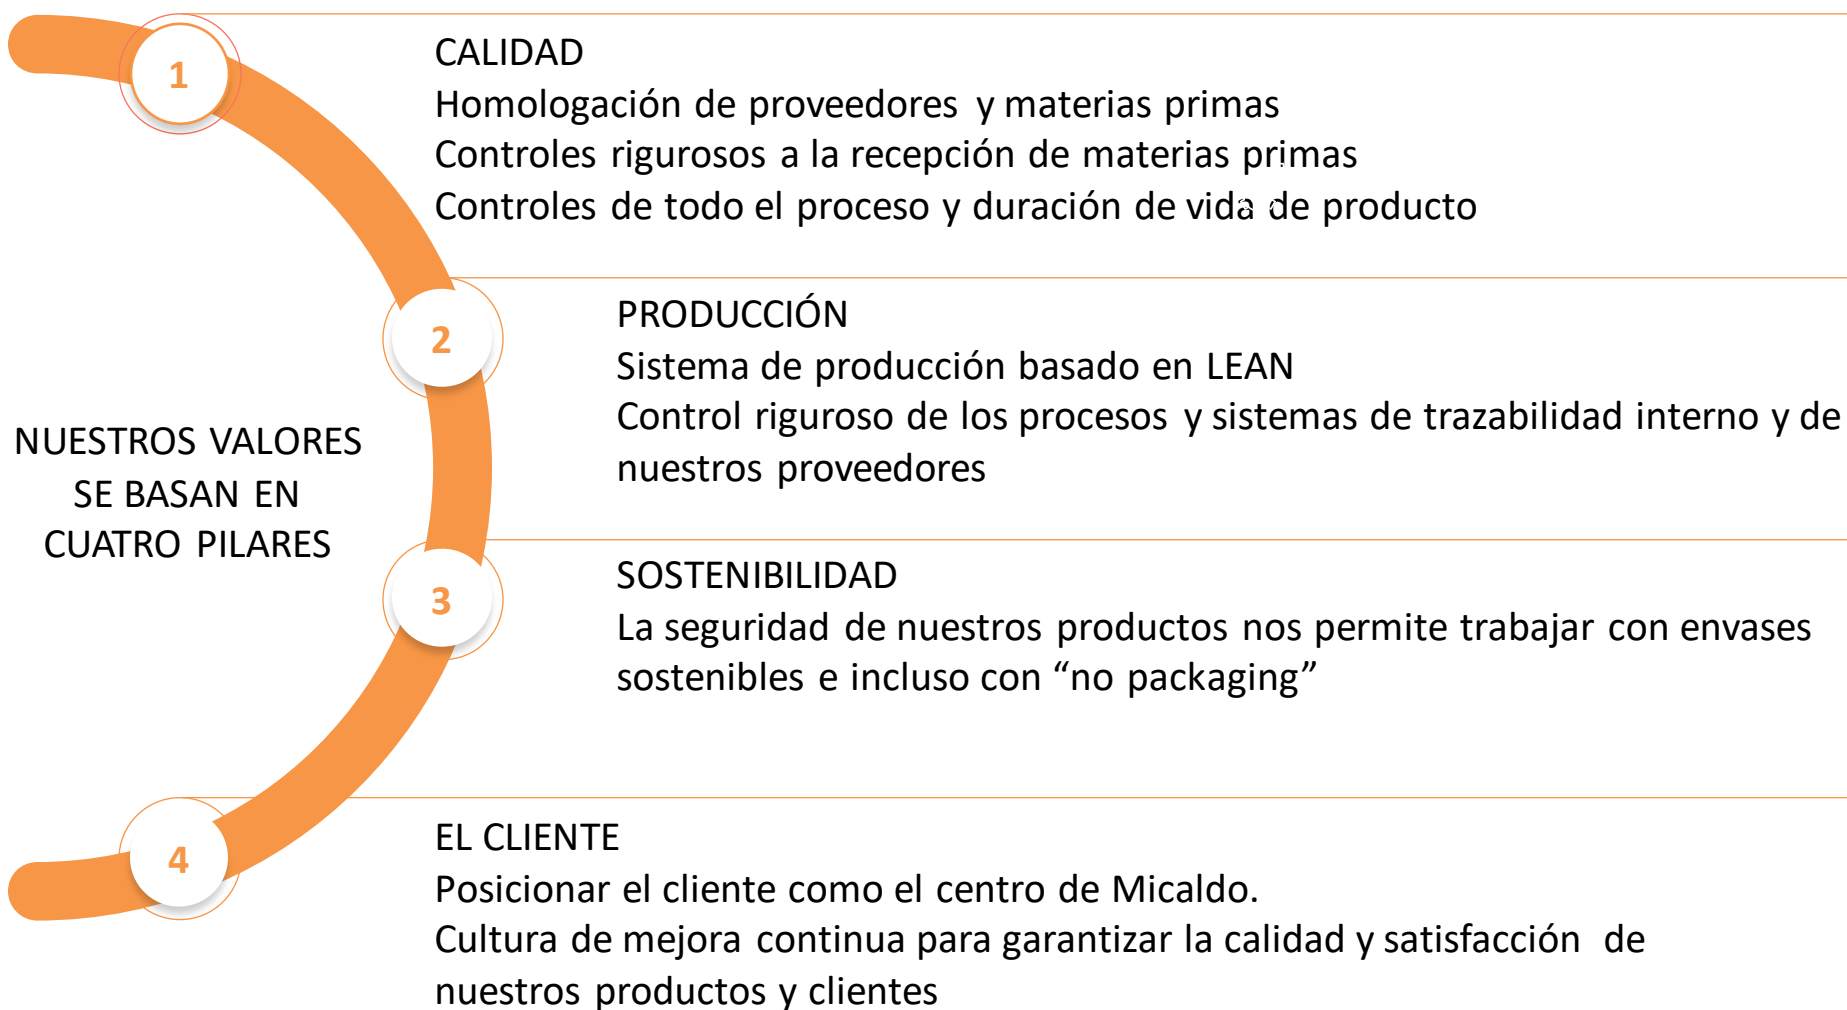 1
CALIDAD
Homologación de proveedores y materias primas
Controles rigurosos a la recepción de materias primas
Controles de todo el proceso y duración de vida de producto
2
PRODUCCIÓN
Sistema de producción basado en LEAN
Control riguroso de los procesos y sistemas de trazabilidad interno y de
nuestros proveedores
NUESTROS VALORES
SE BASAN EN
CUATRO PILARES
3
SOSTENIBILIDAD
La seguridad de nuestros productos nos permite trabajar con envases
sostenibles e incluso con “no packaging”
4
EL CLIENTE
Posicionar el cliente como el centro de Micaldo.
Cultura de mejora continua para garantizar la calidad y satisfacción de
nuestros productos y clientes